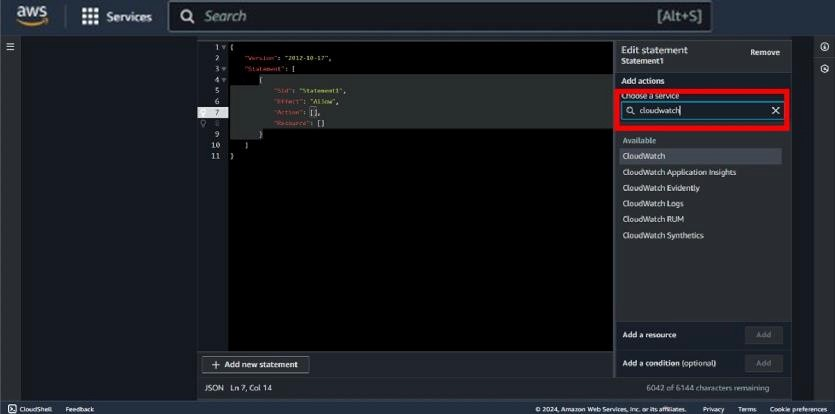 aws Services Search [Alt+S]
1 {
2 "Version": "2012-10-17",
3 "Statement": [
4 {
5 "Sid": "Statement1",
6 "Effect": "Allow",
7 "Action": [],
8 "Resource": []
9 }
10 ]
11 }
+ Add new statement
JSON Ln 7, Col 14
Edit statement Remove
Statement1
Add actions
Choose a service
cloudwatch
Available
CloudWatch
CloudWatch Application Insights
CloudWatch Evidently
CloudWatch Logs
CloudWatch RUM
CloudWatch Synthetics
Add a resource Add
Add a condition (optional) Add
6042 of 6144 characters remaining
CloudShell Feedback © 2024, Amazon Web Services, Inc. or its affiliates. Privacy Terms Cookie preferences